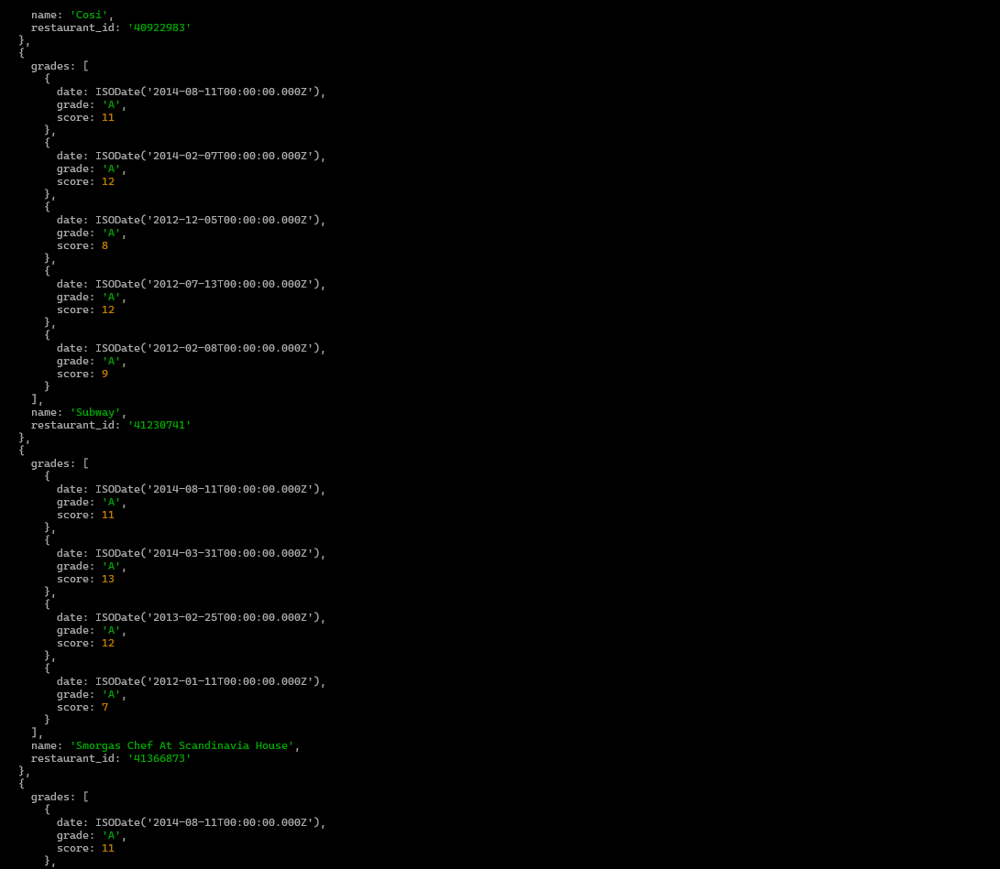 name: 'Cosi',
restaurant_id: '40922983'
},
{
grades: [
{
date: ISODate('2014-08-11T00:00:00.000Z'),
grade: 'A',
score: 11
},
{
date: ISODate('2014-02-07T00:00:00.000Z'),
grade: 'A',
score: 12
},
{
date: ISODate('2012-12-05T00:00:00.000Z'),
grade: 'A',
score: 8
},
{
date: ISODate('2012-07-13T00:00:00.000Z'),
grade: 'A',
score: 12
},
{
date: ISODate('2012-02-08T00:00:00.000Z'),
grade: 'A',
score: 9
}
],
name: 'Subway',
restaurant_id: '41230741'
},
{
grades: [
{
date: ISODate('2014-08-11T00:00:00.000Z'),
grade: 'A',
score: 11
},
{
date: ISODate('2014-03-31T00:00:00.000Z'),
grade: 'A',
score: 13
},
{
date: ISODate('2013-02-25T00:00:00.000Z'),
grade: 'A',
score: 12
},
{
date: ISODate('2012-01-11T00:00:00.000Z'),
grade: 'A',
score: 7
}
],
name: 'Smorgas Chef At Scandinavia House',
restaurant_id: '41366873'
},
{
grades: [
{
date: ISODate('2014-08-11T00:00:00.000Z'),
grade: 'A',
score: 11
},